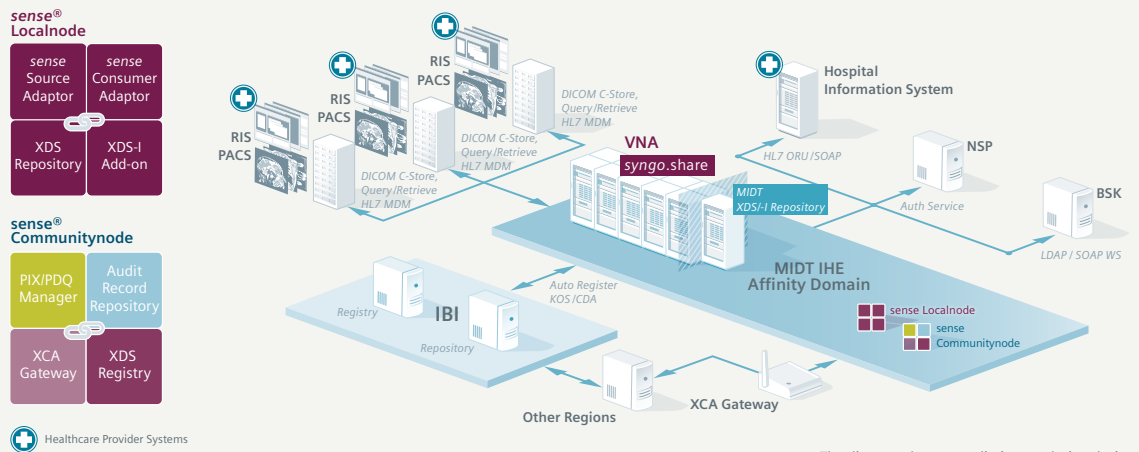 sense®
Localnode
sense
Source
Adaptor
sense
Consumer
Adaptor
XDS
Repository
XDS-I
Add-on
sense®
Communitynode
PIX/PDQ
Manager
Audit
Record
Repository
XCA
Gateway
XDS
Registry
Healthcare Provider Systems
RIS
PACS
DICOM C-Store,
Query/Retrieve
HL7 MDM
RIS
PACS
DICOM C-Store,
Query/Retrieve
HL7 MDM
RIS
PACS
DICOM C-Store,
Query/Retrieve
HL7 MDM
VNA
syngo.share
MIDT
XDS/-I Repository
Hospital
Information System
HL7 ORU/SOAP
NSP
Auth Service
BSK
LDAP / SOAP WS
MIDT IHE
Affinity Domain
sense Localnode
sense
Communitynode
Auto Register
KOS/CDA
Registry
IBI
Repository
Other Regions
XCA Gateway